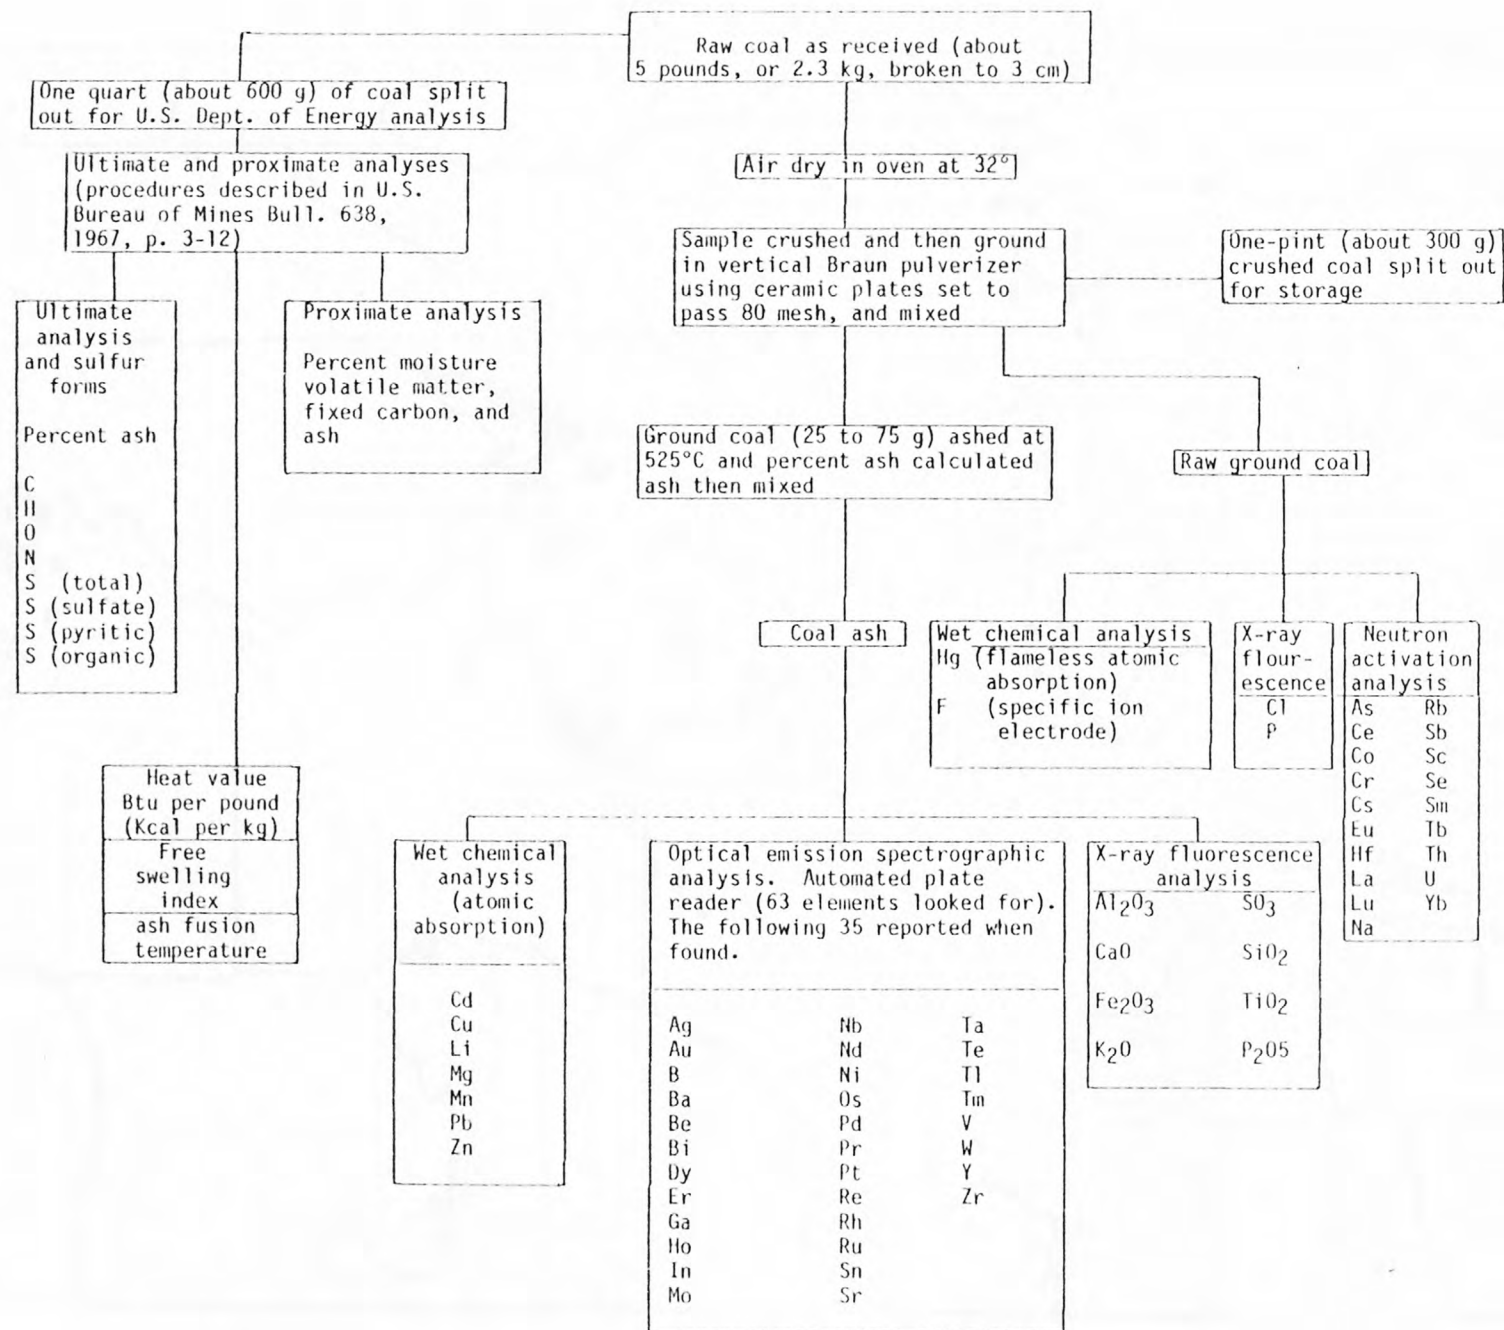 Raw coal as received (about
5 pounds, or 2.3 kg, broken to 3 cm)
One quart (about 600 g) of coal split
out for U.S. Dept. of Energy analysis
Ultimate and proximate analyses
(procedures described in U.S.
Bureau of Mines Bull. 638,
1967, p. 3-12)
Ultimate
analysis
and sulfur
forms
Percent ash
C
H
O
N
S (total)
S (sulfate)
S (pyritic)
S (organic)
Proximate analysis
Percent moisture
volatile matter,
fixed carbon, and
ash
Heat value
Btu per pound
(Kcal per kg)
Free
swelling
index
ash fusion
temperature
Air dry in oven at 32°
Sample crushed and then ground
in vertical Braun pulverizer
using ceramic plates set to
pass 80 mesh, and mixed
One-pint (about 300 g)
crushed coal split out
for storage
Ground coal (25 to 75 g) ashed at
525°C and percent ash calculated
ash then mixed
Raw ground coal
Coal ash
Wet chemical analysis
Hg (flameless atomic
absorption)
F (specific ion
electrode)
X-ray
flour-
escence
Cl
P
Neutron
activation
analysis
As Rb
Ce Sb
Co Sc
Cr Se
Cs Sm
Eu Tb
Hf Th
La U
Lu Yb
Na
Wet chemical
analysis
(atomic
absorption)
Cd
Cu
Li
Mg
Mn
Pb
Zn
Optical emission spectrographic
analysis. Automated plate
reader (63 elements looked for).
The following 35 reported when
found.
Ag Nb Ta
Au Nd Te
B Ni Tl
Ba Os Tm
Be Pd V
Bi Pr W
Dy Pt Y
Er Re Zr
Ga Rh
Ho Ru
In Sn
Mo Sr
X-ray fluorescence
analysis
Al2O3 SO3
CaO SiO2
Fe2O3 TiO2
K2O P2O5